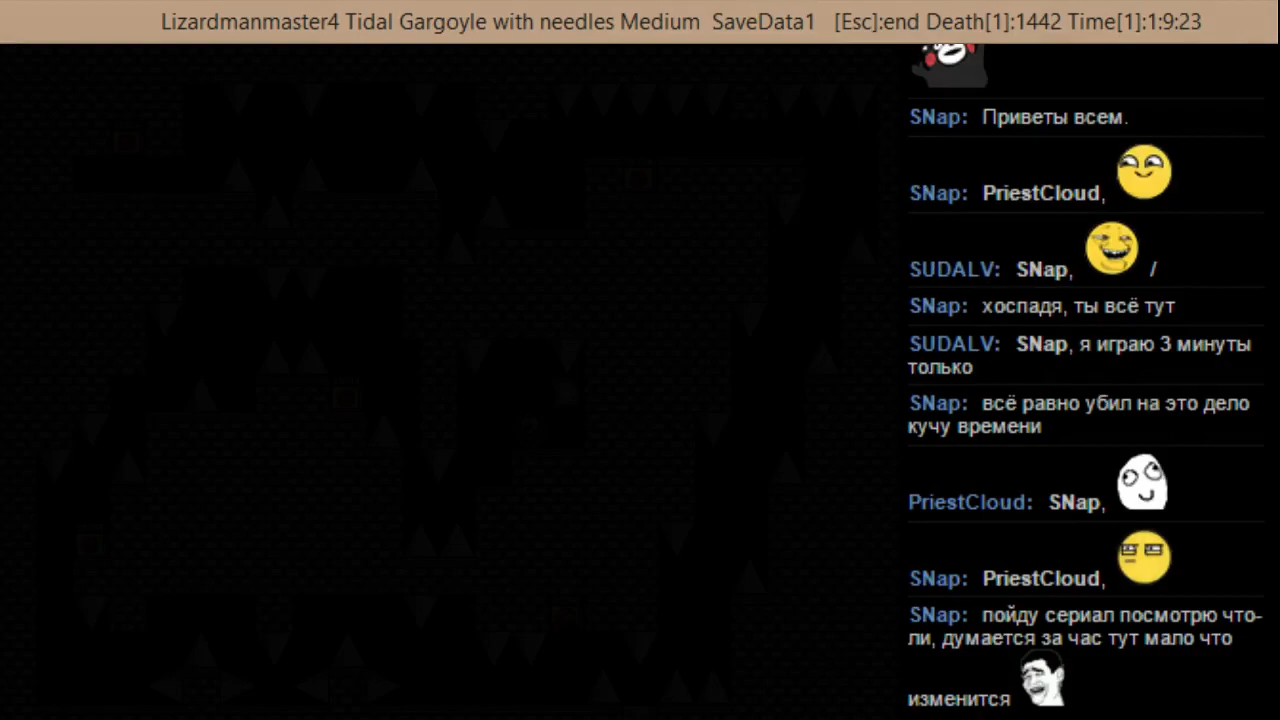 Lizardmanmaster4 Tidal Gargoyle with needles Medium SaveData1 [Esc]:end Death[1]:1442 Time[1]:1:9:23
SNap: Приветы всем.
SNap: PriestCloud,
SUDALV: SNap, /
SNap: хоспадя, ты всё тут
SUDALV: SNap, я играю 3 минуты
только
SNap: всё равно убил на это дело
кучу времени
PriestCloud: SNap,
SNap: PriestCloud,
SNap: пойду сериал посмотрю что-
ли, думается за час тут мало что
изменится